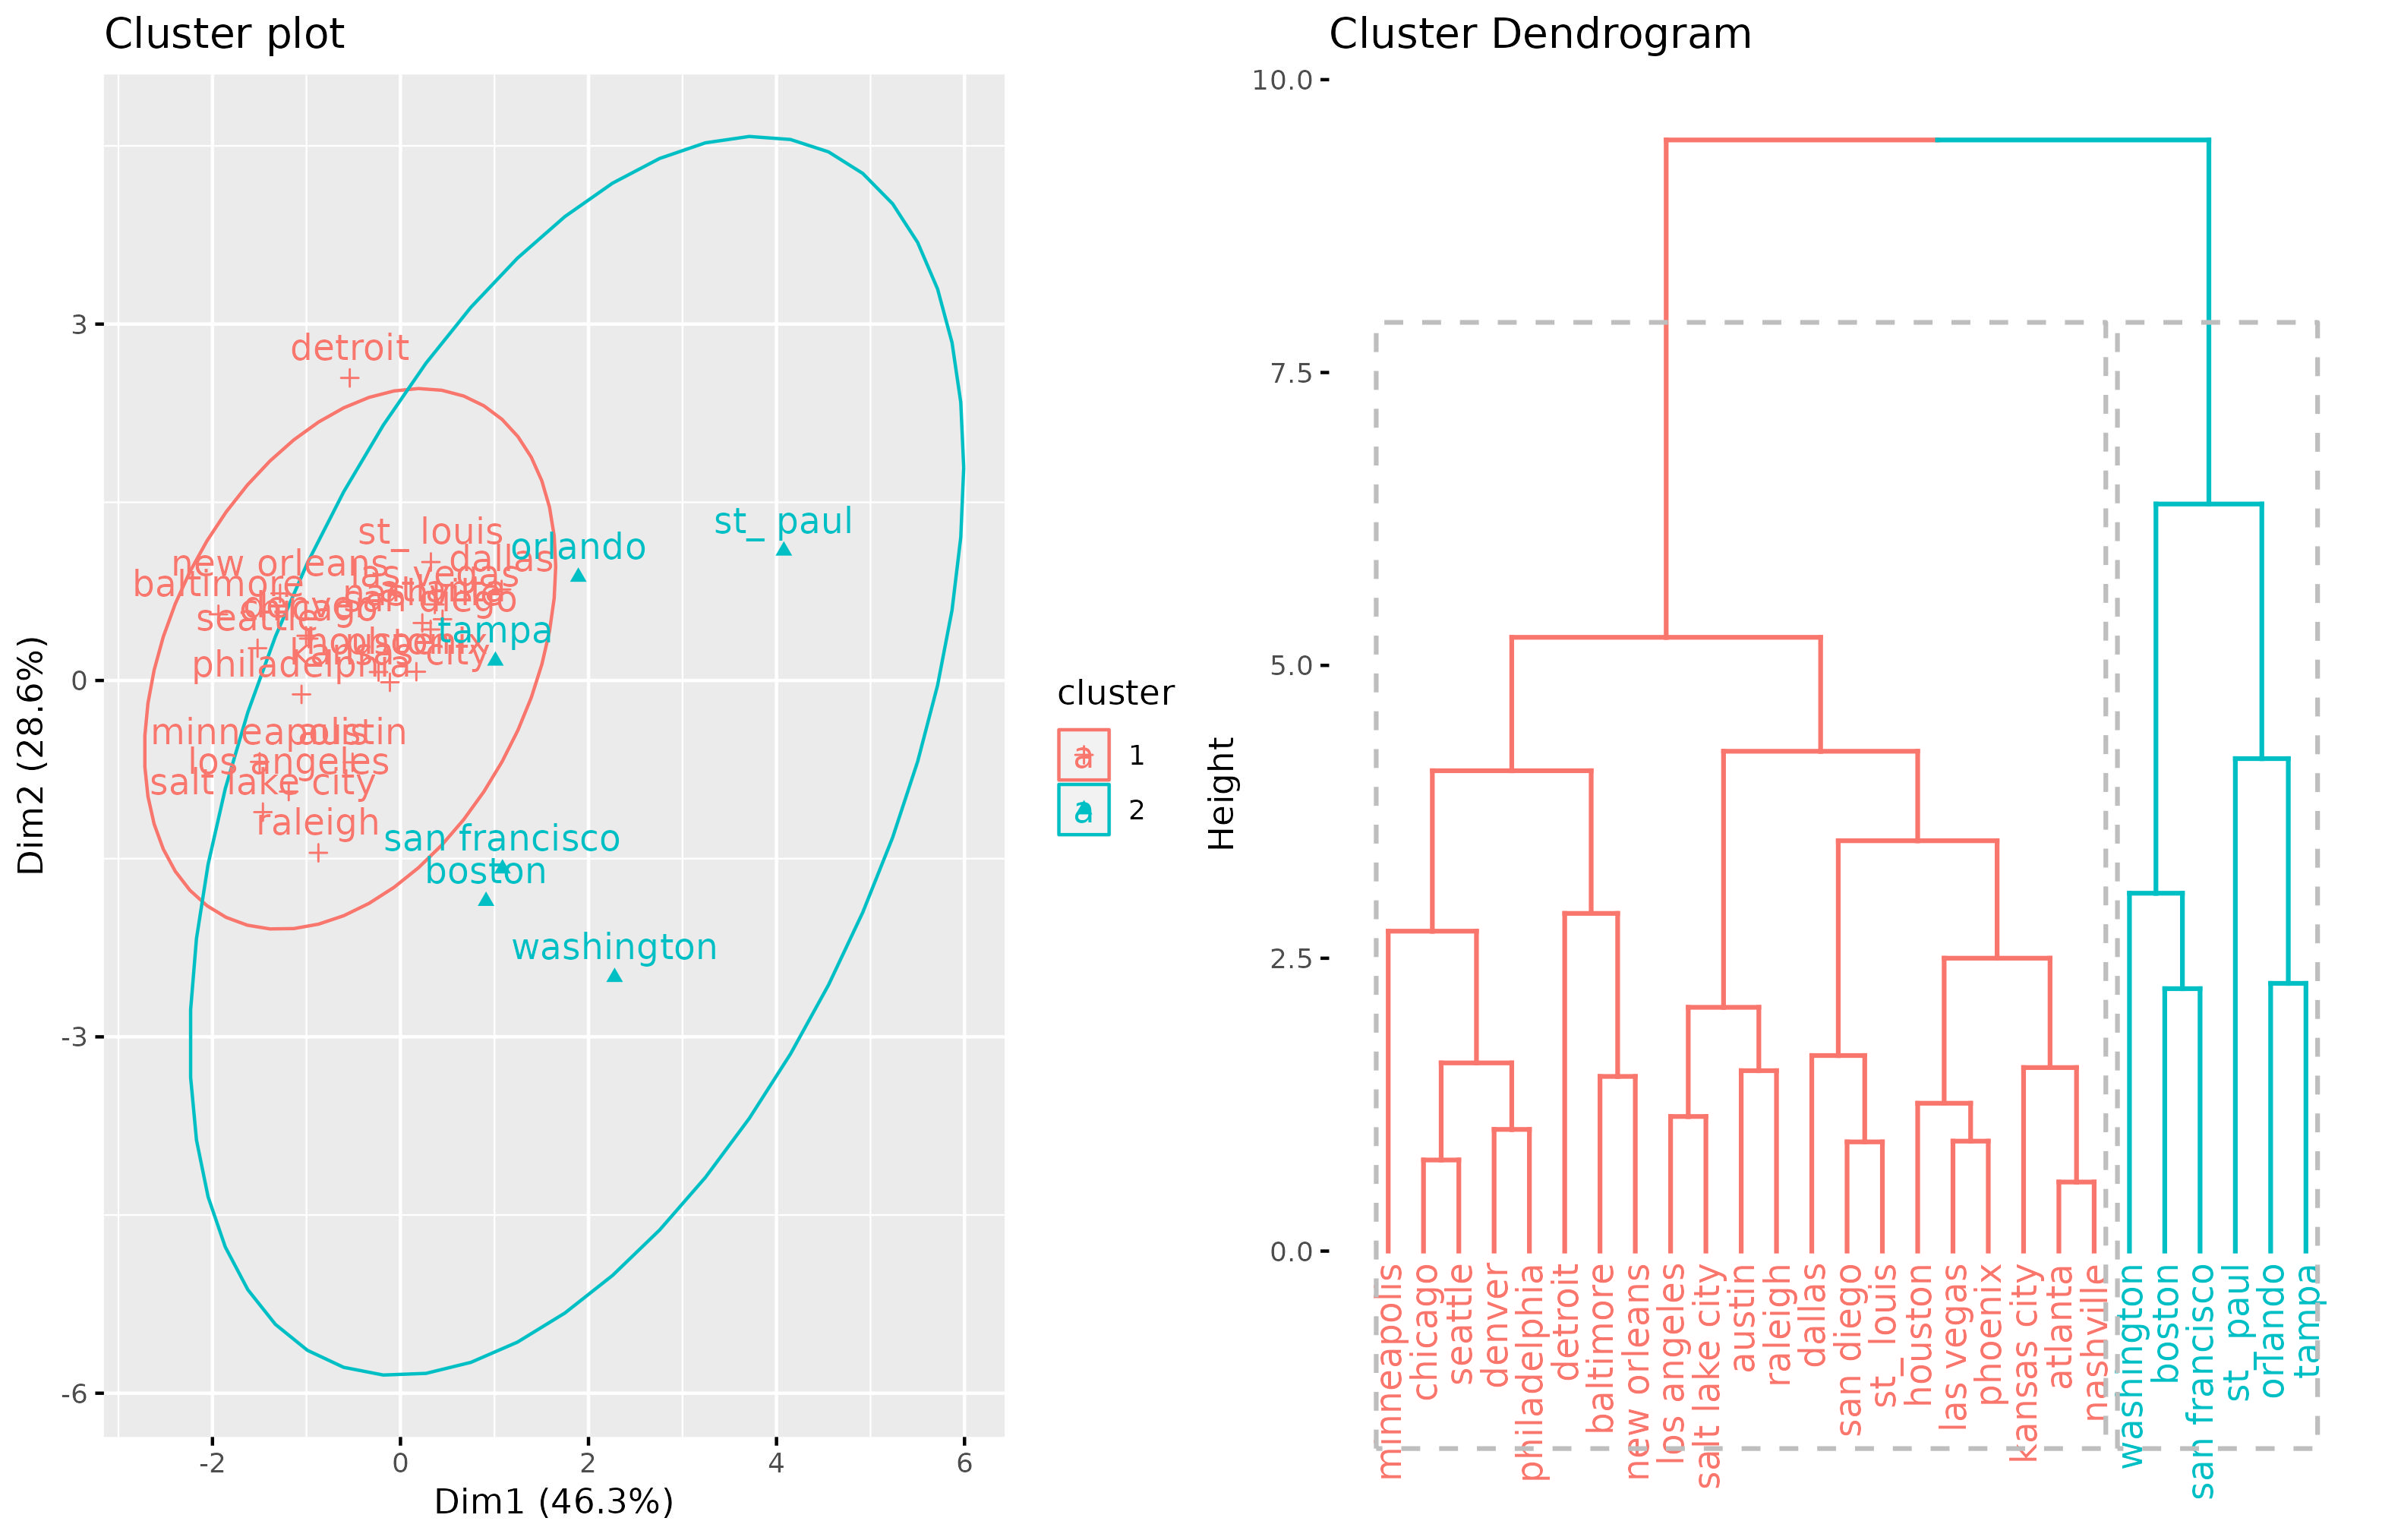 Cluster plot
detroit
st_ louis
orlando
dallas
st_ paul
new orleans
las vegas
baltimore
nashville
atlanta
denver
chicago
san diego
seattle
tampa
houston
phoenix
kansas city
philadelphia
minneapolis
austin
los angeles
salt lake city
raleigh
san francisco
boston
washington
3
0
-3
-6
-2
0
2
4
6
Dim1 (46.3%)
Dim2 (28.6%)
cluster
a 1
a 2
Cluster Dendrogram
10.0
7.5
5.0
2.5
0.0
Height
minneapolis
chicago
seattle
denver
philadelphia
detroit
baltimore
new orleans
los angeles
salt lake city
austin
raleigh
dallas
san diego
st_ louis
houston
las vegas
phoenix
kansas city
atlanta
nashville
washington
boston
san francisco
st_ paul
orlando
tampa